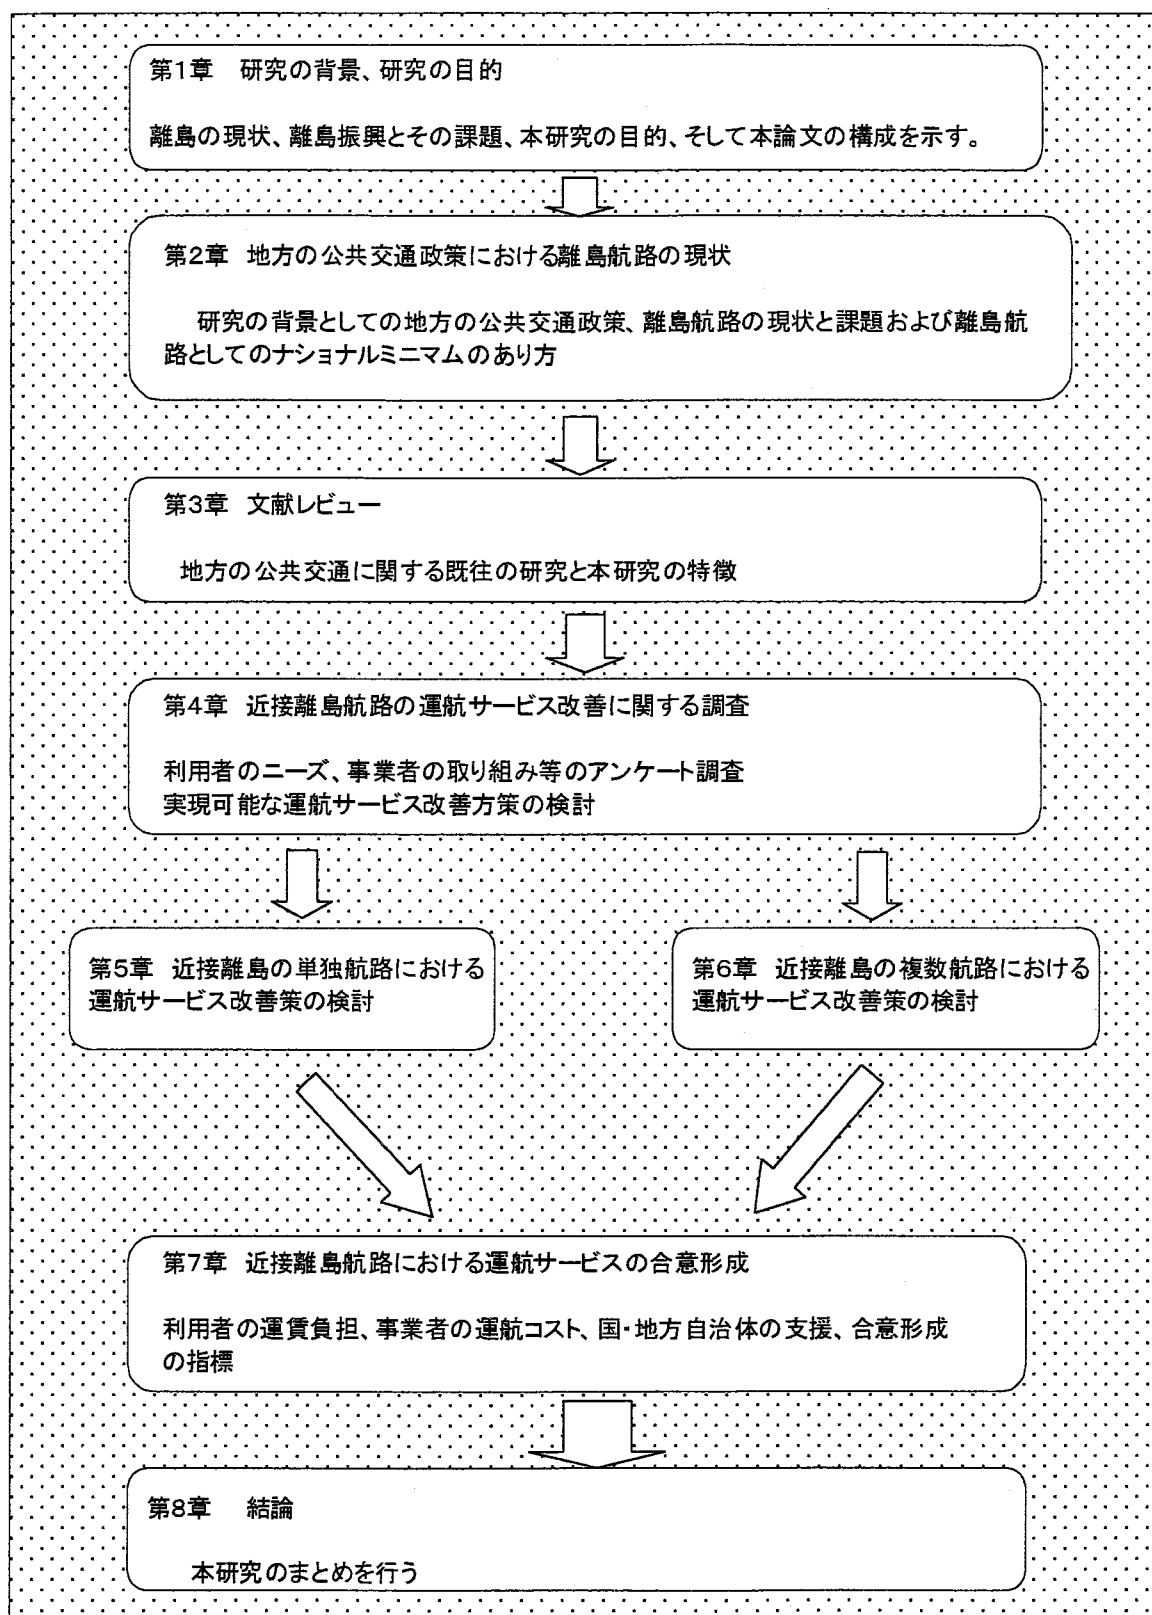 第1章　研究の背景、研究の目的
離島の現状、離島振興とその課題、本研究の目的、そして本論文の構成を示す。
第2章　地方の公共交通政策における離島航路の現状
研究の背景としての地方の公共交通政策、離島航路の現状と課題および離島航
路としてのナショナルミニマムのあり方
第3章　文献レビュー
地方の公共交通に関する既往の研究と本研究の特徴
第4章　近接離島航路の運航サービス改善に関する調査
利用者のニーズ、事業者の取り組み等のアンケート調査
実現可能な運航サービス改善方策の検討
第5章　近接離島の単独航路における
運航サービス改善策の検討
第6章　近接離島の複数航路における
運航サービス改善策の検討
第7章　近接離島航路における運航サービスの合意形成
利用者の運賃負担、事業者の運航コスト、国・地方自治体の支援、合意形成
の指標
第8章　結論
本研究のまとめを行う